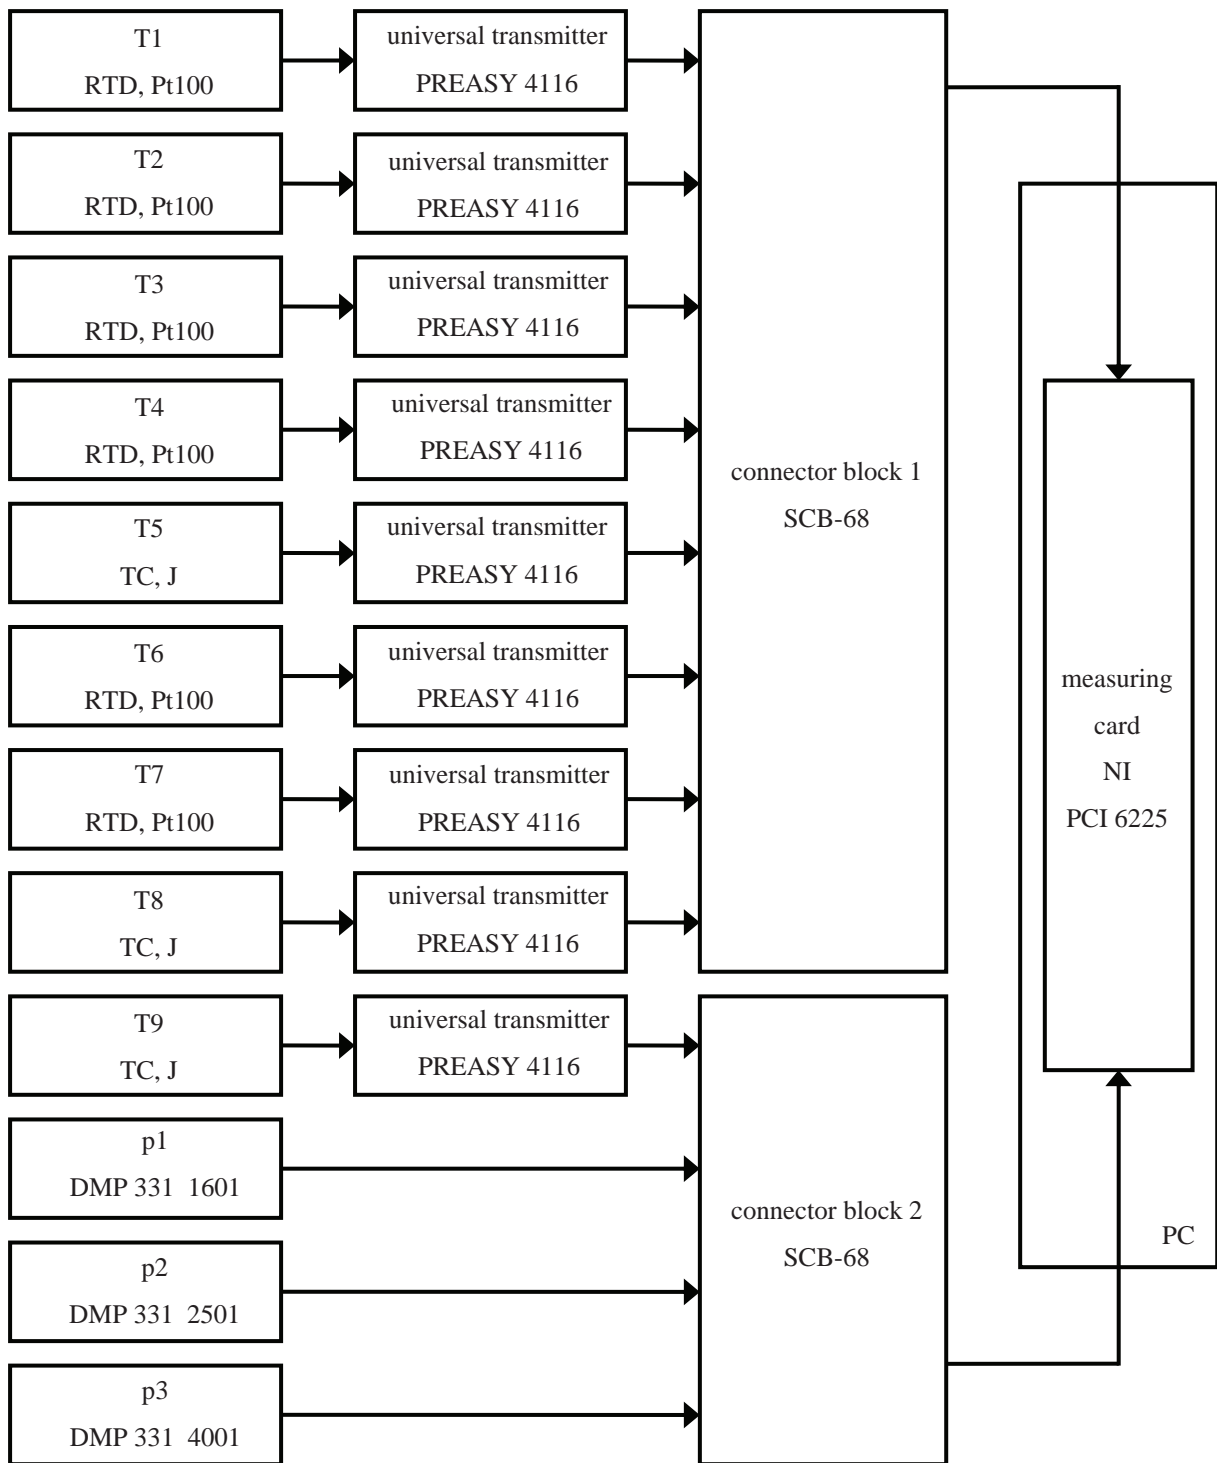 T1
RTD, Pt100
universal transmitter
PREASY 4116
T2
RTD, Pt100
universal transmitter
PREASY 4116
T3
RTD, Pt100
universal transmitter
PREASY 4116
T4
RTD, Pt100
universal transmitter
PREASY 4116
T5
TC, J
universal transmitter
PREASY 4116
T6
RTD, Pt100
universal transmitter
PREASY 4116
T7
RTD, Pt100
universal transmitter
PREASY 4116
T8
TC, J
universal transmitter
PREASY 4116
T9
TC, J
universal transmitter
PREASY 4116
p1
DMP 331 1601
p2
DMP 331 2501
p3
DMP 331 4001
connector block 1
SCB-68
connector block 2
SCB-68
measuring
card
NI
PCI 6225
PC